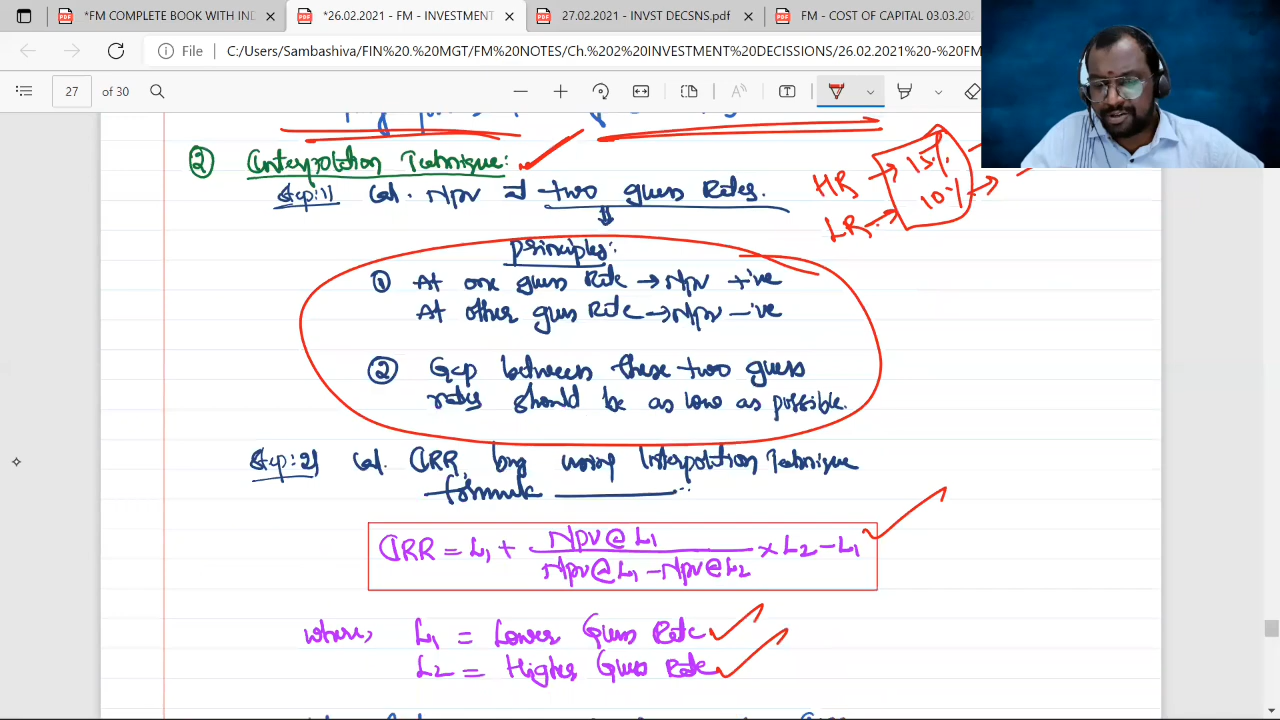 *FM COMPLETE BOOK WITH IND
*26.02.2021 - FM - INVESTMENT
27.02.2021 - INVST DECSNS.pdf
FM - COST OF CAPITAL 03.03.202
File C:/Users/Sambashiva/FIN%20.%20MGT/FM%20NOTES/Ch.%202%20INVESTMENT%20DECISSIONS/26.02.2021%20-%20FM
27 of 30
② Interpolation Technique:
Step:1) Cal. NPV at two guess Rates.
HR → 15%
LR → 10%
principles:
① At one guess Rate → NPV +ive
At other guess Rate → NPV -ive
② Gap between these two guess
rates should be as low as possible.
Step:2) Cal. IRR, by using Interpolation Technique
formula
IRR = L1 + NPV@L1 / NPV@L1 - NPV@L2 × L2 - L1
where, L1 = Lower Guess Rate
L2 = Higher Guess Rate